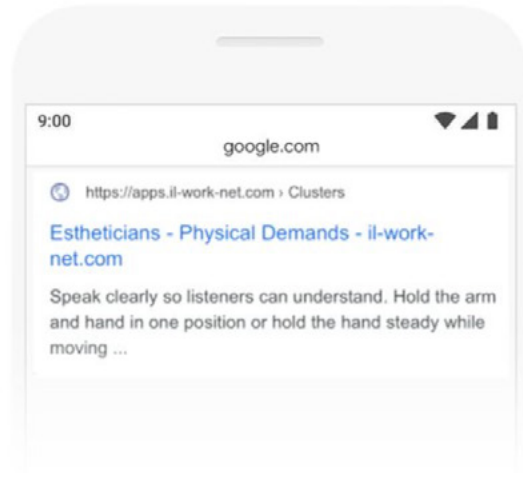 9:00
google.com
https://apps.il-work-net.com › Clusters
Estheticians - Physical Demands - il-work-
net.com
Speak clearly so listeners can understand. Hold the arm
and hand in one position or hold the hand steady while
moving ...